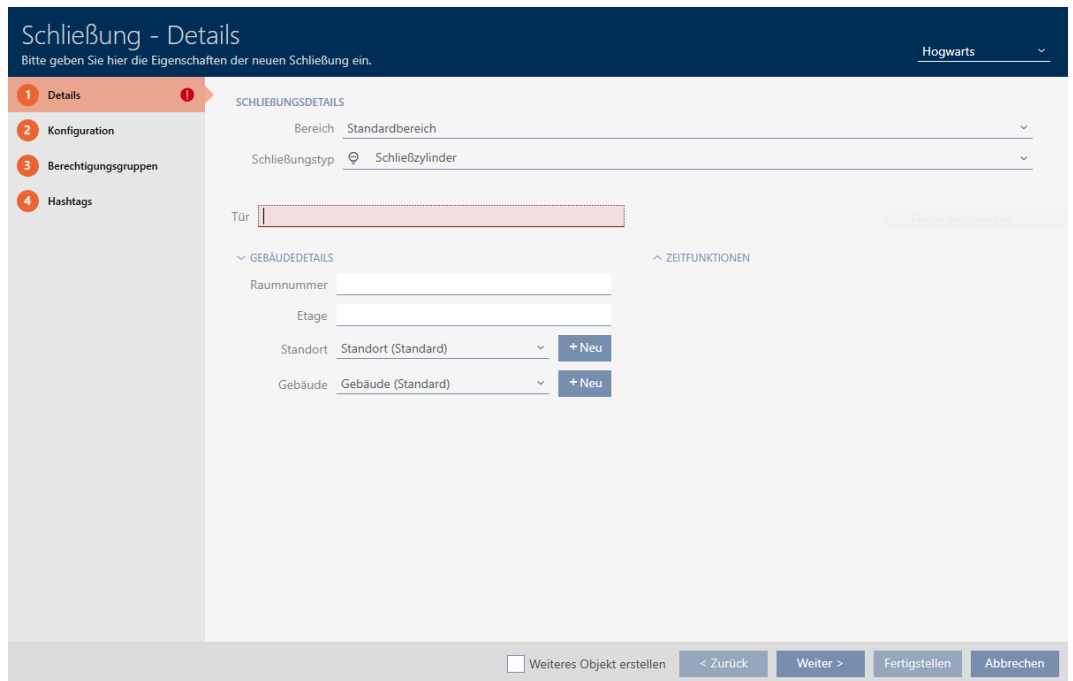 Schließung - Details
Bitte geben Sie hier die Eigenschaften der neuen Schließung ein.
Hogwarts
1 Details !
2 Konfiguration
3 Berechtigungsgruppen
4 Hashtags
SCHLIEßUNGSDETAILS
Bereich Standardbereich
Schließungstyp Schließzylinder
Tür
GEBÄUDEDETAILS
ZEITFUNKTIONEN
Raumnummer
Etage
Standort Standort (Standard) + Neu
Gebäude Gebäude (Standard) + Neu
Weiteres Objekt erstellen < Zurück Weiter > Fertigstellen Abbrechen